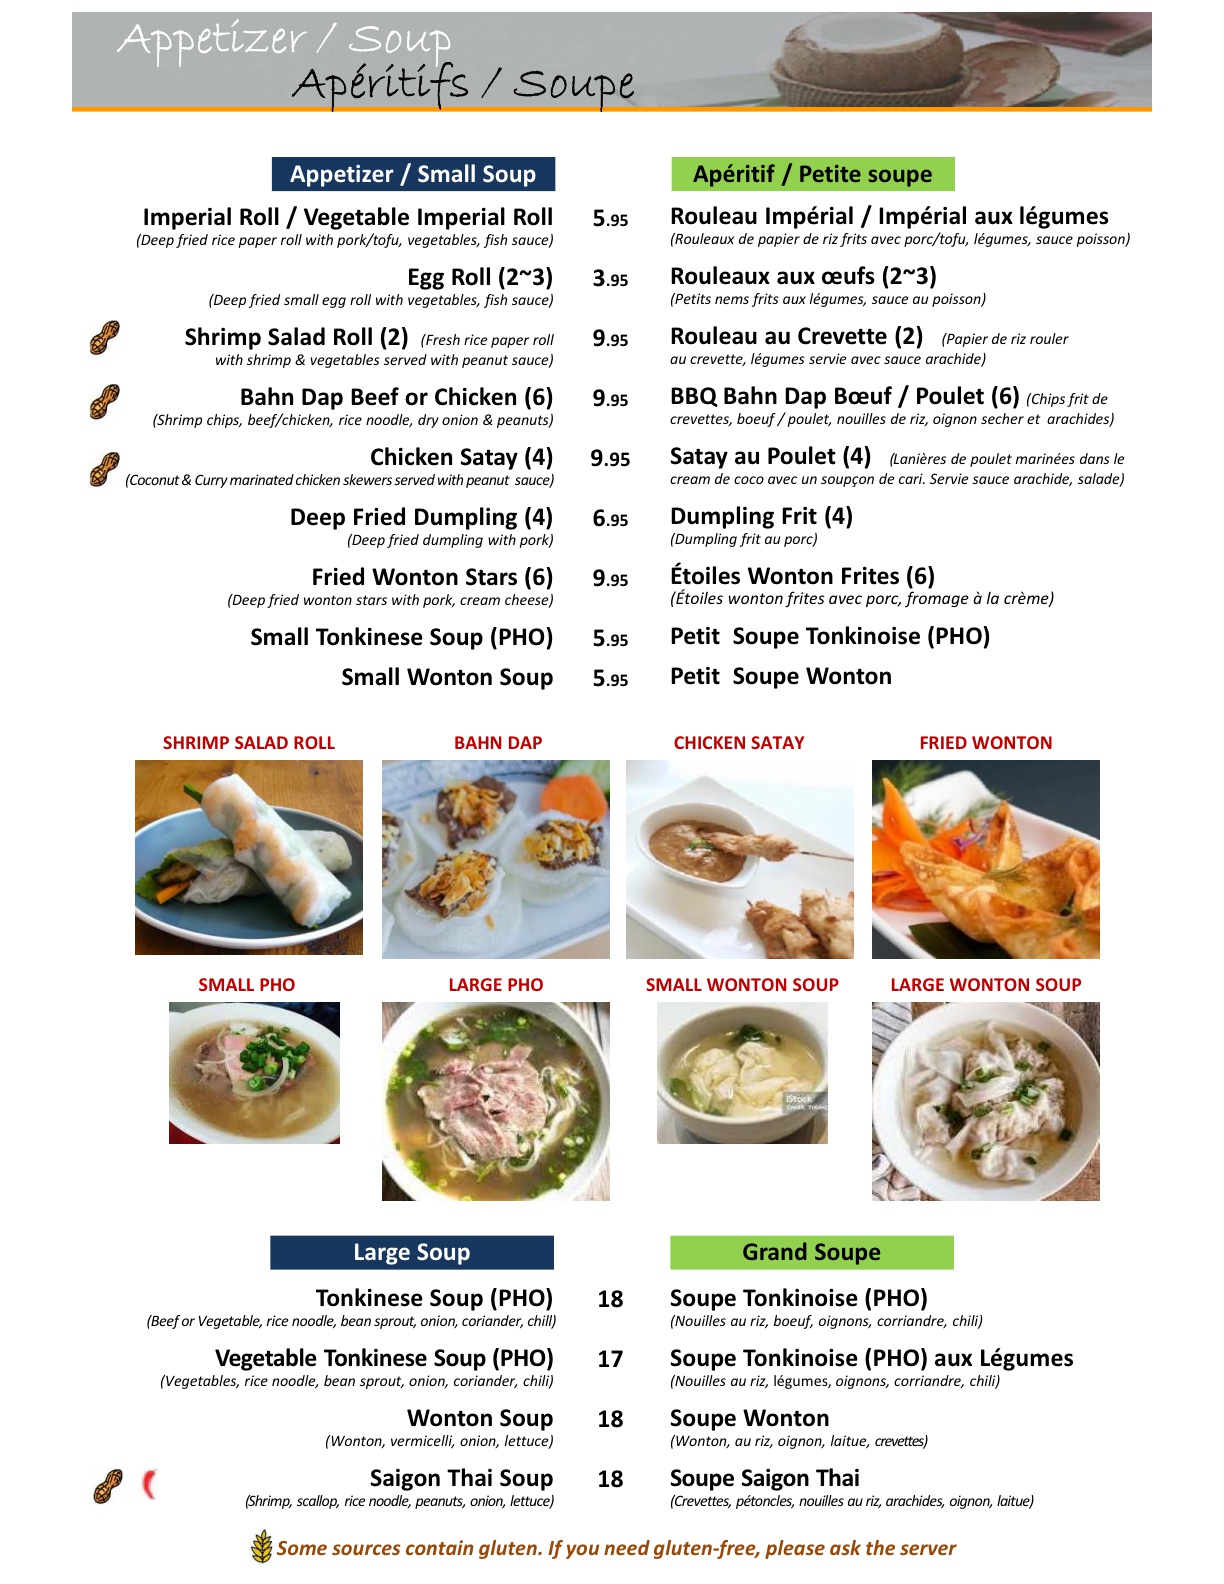 Appetizer / Soup
Apéritifs / Soupe
Appetizer / Small Soup
Apéritif / Petite soupe
Imperial Roll / Vegetable Imperial Roll 5.95 Rouleau Impérial / Impérial aux légumes
(Deep fried rice paper roll with pork/tofu, vegetables, fish sauce) (Rouleaux de papier de riz frits avec porc/tofu, légumes, sauce poisson)
Egg Roll (2~3) 3.95 Rouleaux aux œufs (2~3)
(Deep fried small egg roll with vegetables, fish sauce) (Petits nems frits aux légumes, sauce au poisson)
Shrimp Salad Roll (2) (Fresh rice paper roll 9.95 Rouleau au Crevette (2) (Papier de riz rouler
with shrimp & vegetables served with peanut sauce) au crevette, légumes servie avec sauce arachide)
Bahn Dap Beef or Chicken (6) 9.95 BBQ Bahn Dap Bœuf / Poulet (6) (Chips frit de
(Shrimp chips, beef/chicken, rice noodle, dry onion & peanuts) crevettes, boeuf / poulet, nouilles de riz, oignon secher et arachides)
Chicken Satay (4) 9.95 Satay au Poulet (4) (Lanières de poulet marinées dans le
(Coconut & Curry marinated chicken skewers served with peanut sauce) cream de coco avec un soupçon de cari. Servie sauce arachide, salade)
Deep Fried Dumpling (4) 6.95 Dumpling Frit (4)
(Deep fried dumpling with pork) (Dumpling frit au porc)
Fried Wonton Stars (6) 9.95 Étoiles Wonton Frites (6)
(Deep fried wonton stars with pork, cream cheese) (Étoiles wonton frites avec porc, fromage à la crème)
Small Tonkinese Soup (PHO) 5.95 Petit Soupe Tonkinoise (PHO)
Small Wonton Soup 5.95 Petit Soupe Wonton
SHRIMP SALAD ROLL BAHN DAP CHICKEN SATAY FRIED WONTON
SMALL PHO LARGE PHO SMALL WONTON SOUP LARGE WONTON SOUP
iStock
Large Soup
Grand Soupe
Tonkinese Soup (PHO) 18 Soupe Tonkinoise (PHO)
(Beef or Vegetable, rice noodle, bean sprout, onion, coriander, chill) (Nouilles au riz, boeuf, oignons, corriandre, chili)
Vegetable Tonkinese Soup (PHO) 17 Soupe Tonkinoise (PHO) aux Légumes
(Vegetables, rice noodle, bean sprout, onion, coriander, chili) (Nouilles au riz, légumes, oignons, corriandre, chili)
Wonton Soup 18 Soupe Wonton
(Wonton, vermicelli, onion, lettuce) (Wonton, au riz, oignon, laitue, crevettes)
Saigon Thai Soup 18 Soupe Saigon Thai
(Shrimp, scallop, rice noodle, peanuts, onion, lettuce) (Crevettes, pétoncles, nouilles au riz, arachides, oignon, laitue)
Some sources contain gluten. If you need gluten-free, please ask the server